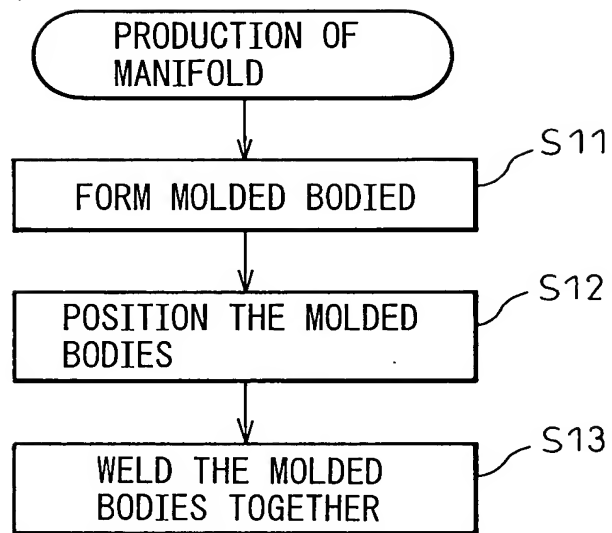 PRODUCTION OF
MANIFOLD
S11
FORM MOLDED BODIED
S12
POSITION THE MOLDED
BODIES
S13
WELD THE MOLDED
BODIES TOGETHER